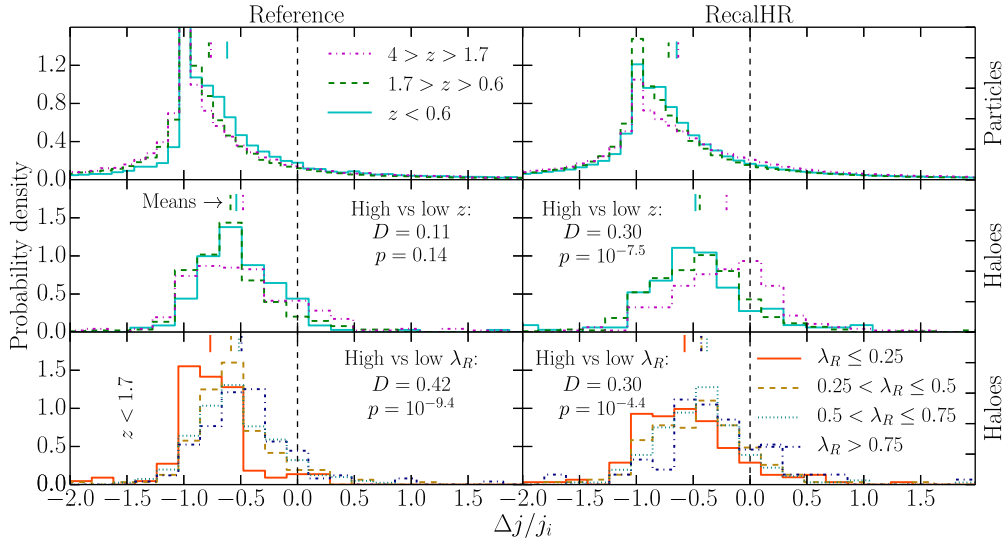 Reference
RecalHR
1.2
0.8
0.4
4 > z > 1.7
1.7 > z > 0.6
z < 0.6
Particles
Probability density
1.5
1.0
0.5
0.0
Means →
High vs low z:
D = 0.11
p = 0.14
High vs low z:
D = 0.30
p = 10^{-7.5}
Haloes
1.5
1.0
0.5
0.0
z < 1.7
High vs low λ_R:
D = 0.42
p = 10^{-9.4}
High vs low λ_R:
D = 0.30
p = 10^{-4.4}
λ_R ≤ 0.25
0.25 < λ_R ≤ 0.5
0.5 < λ_R ≤ 0.75
λ_R > 0.75
Haloes
−2.0 −1.5 −1.0 −0.5 0.0 0.5 1.0 1.5 −2.0 −1.5 −1.0 −0.5 0.0 0.5 1.0 1.5
Δj/j_i